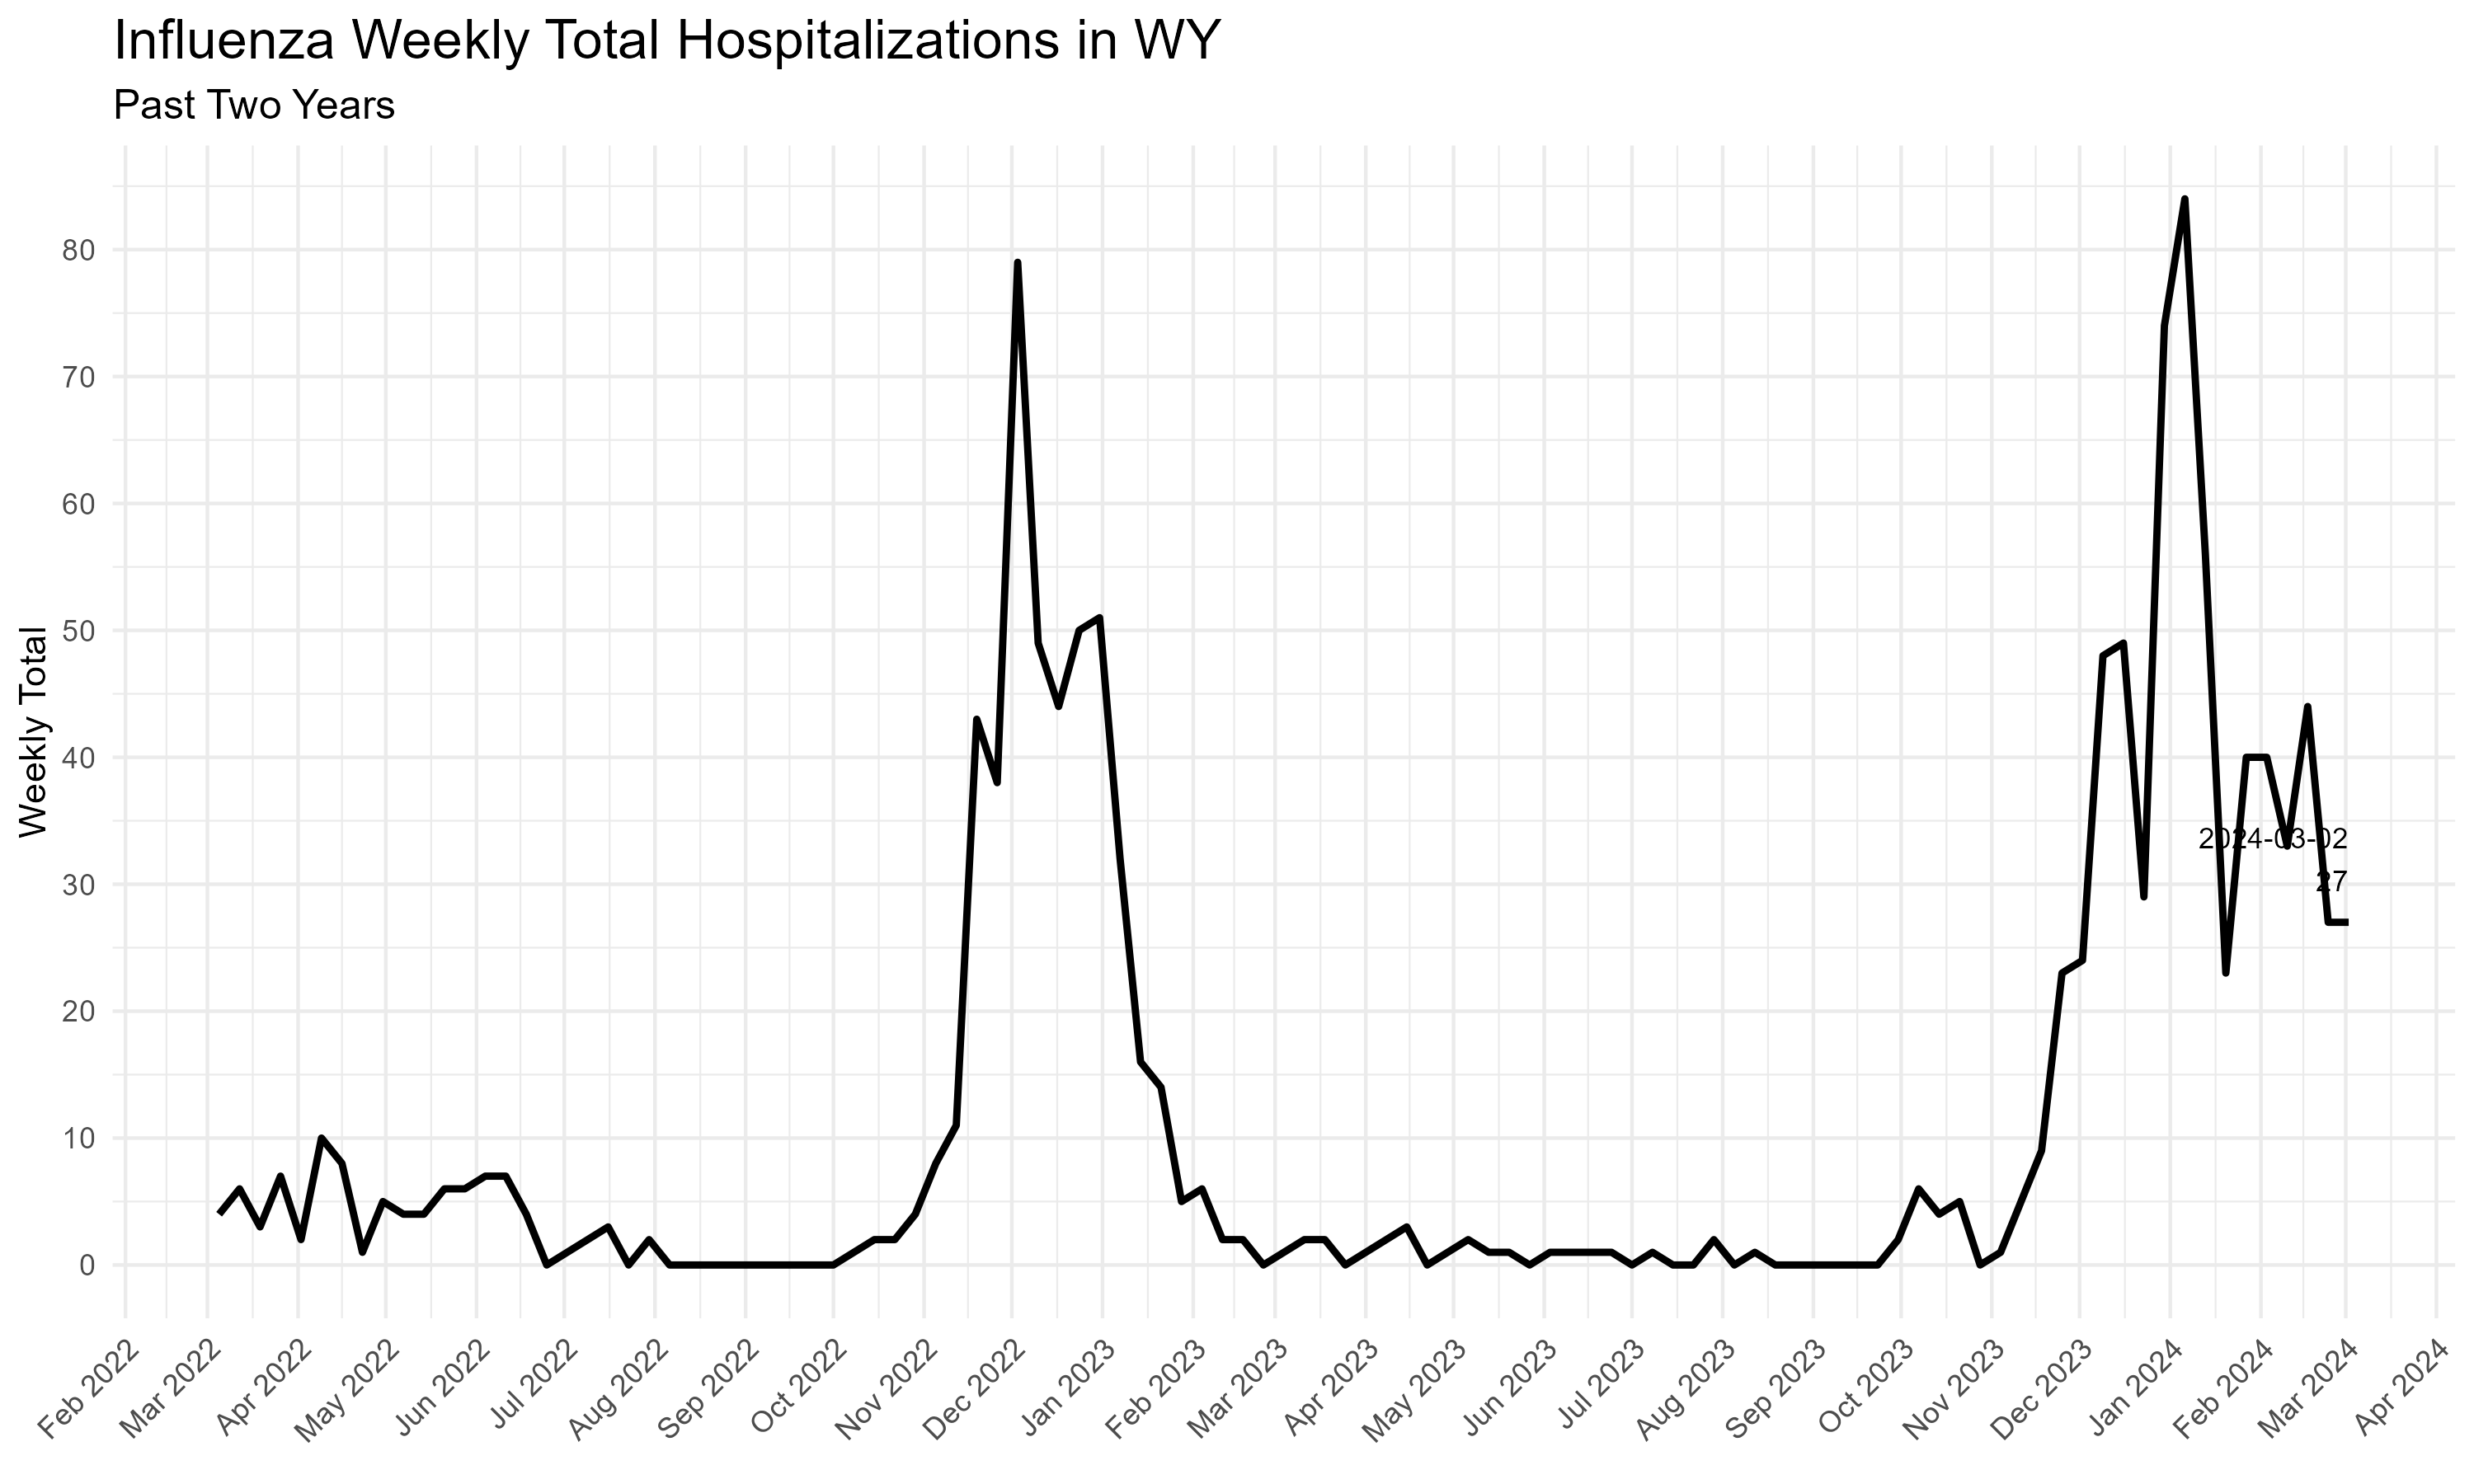 Influenza Weekly Total Hospitalizations in WY
Past Two Years
Weekly Total
80
70
60
50
40
30
20
10
0
2024-03-02
27
Feb 2022
Mar 2022
Apr 2022
May 2022
Jun 2022
Jul 2022
Aug 2022
Sep 2022
Oct 2022
Nov 2022
Dec 2022
Jan 2023
Feb 2023
Mar 2023
Apr 2023
May 2023
Jun 2023
Jul 2023
Aug 2023
Sep 2023
Oct 2023
Nov 2023
Dec 2023
Jan 2024
Feb 2024
Mar 2024
Apr 2024